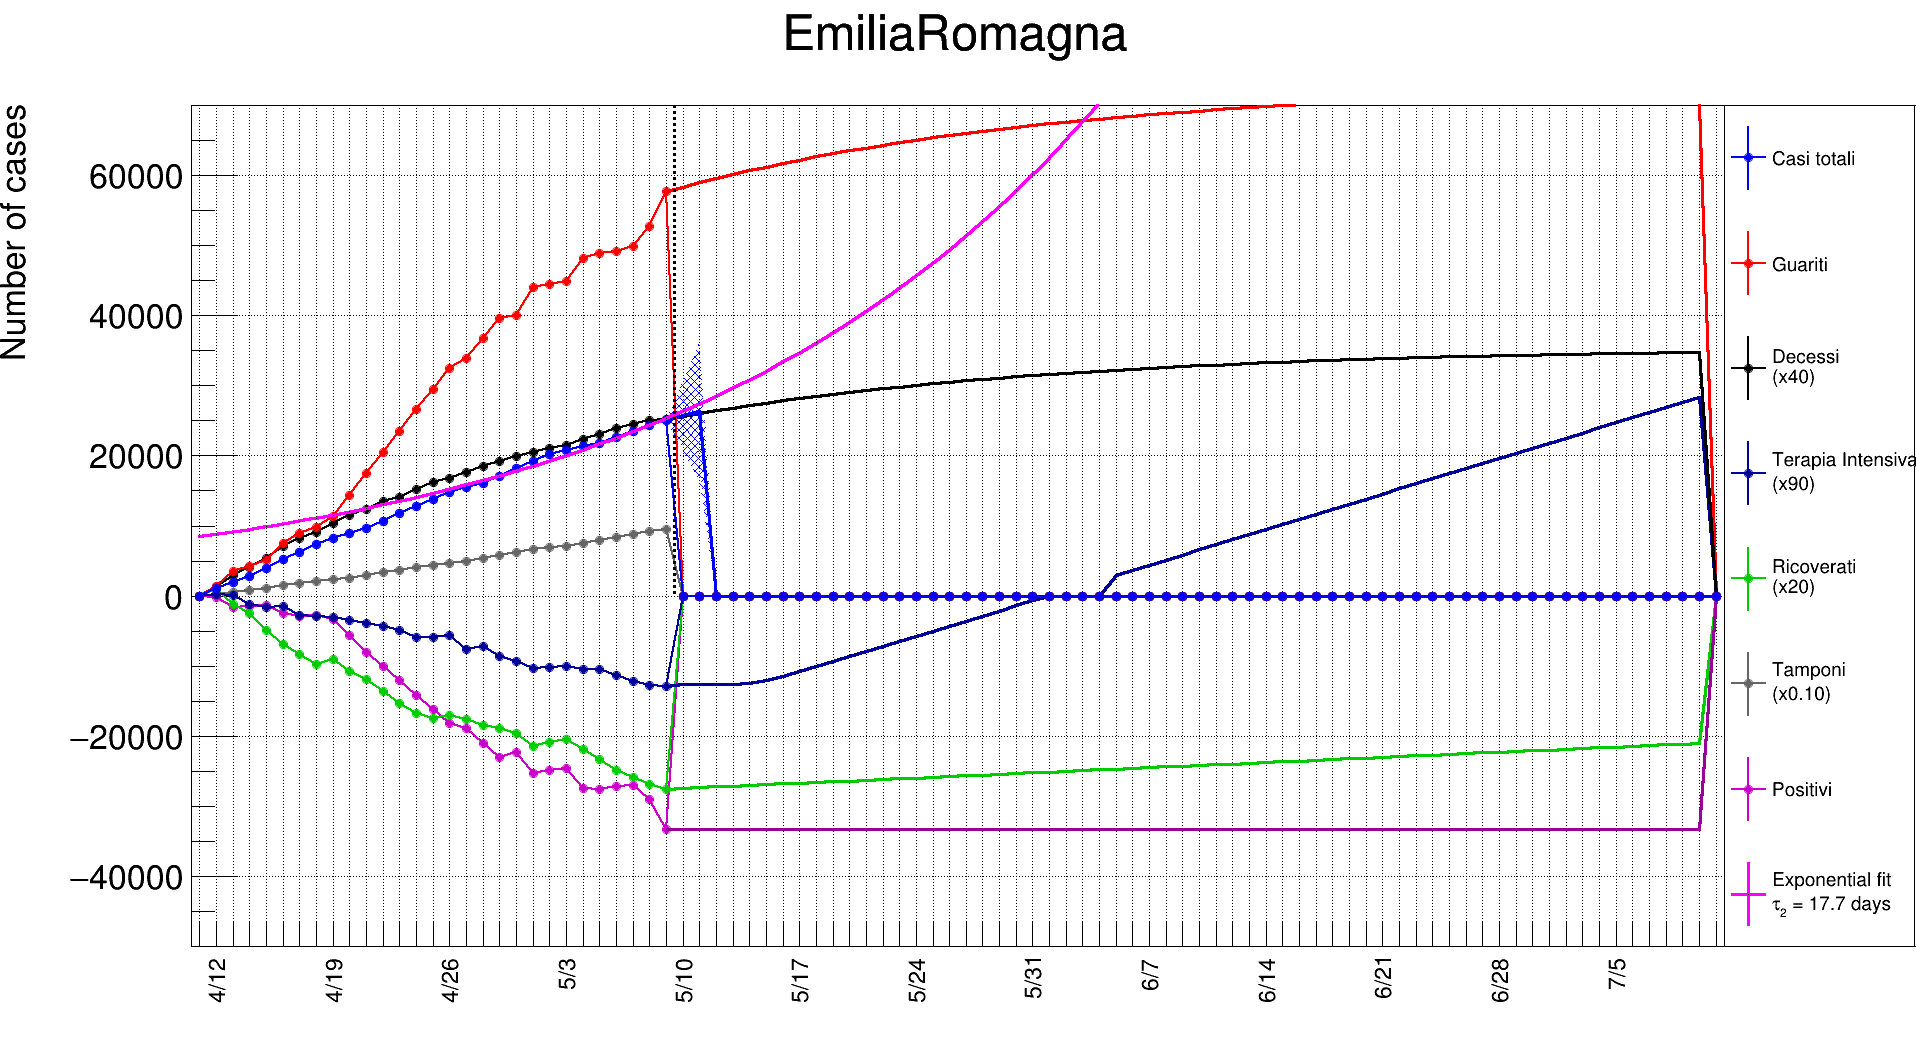 EmiliaRomagna
Number of cases
60000
40000
20000
0
−20000
−40000
4/12
4/19
4/26
5/3
5/10
5/17
5/24
5/31
6/7
6/14
6/21
6/28
7/5
Casi totali
Guariti
Decessi
(x40)
Terapia Intensiva
(x90)
Ricoverati
(x20)
Tamponi
(x0.10)
Positivi
Exponential fit
τ2 = 17.7 days